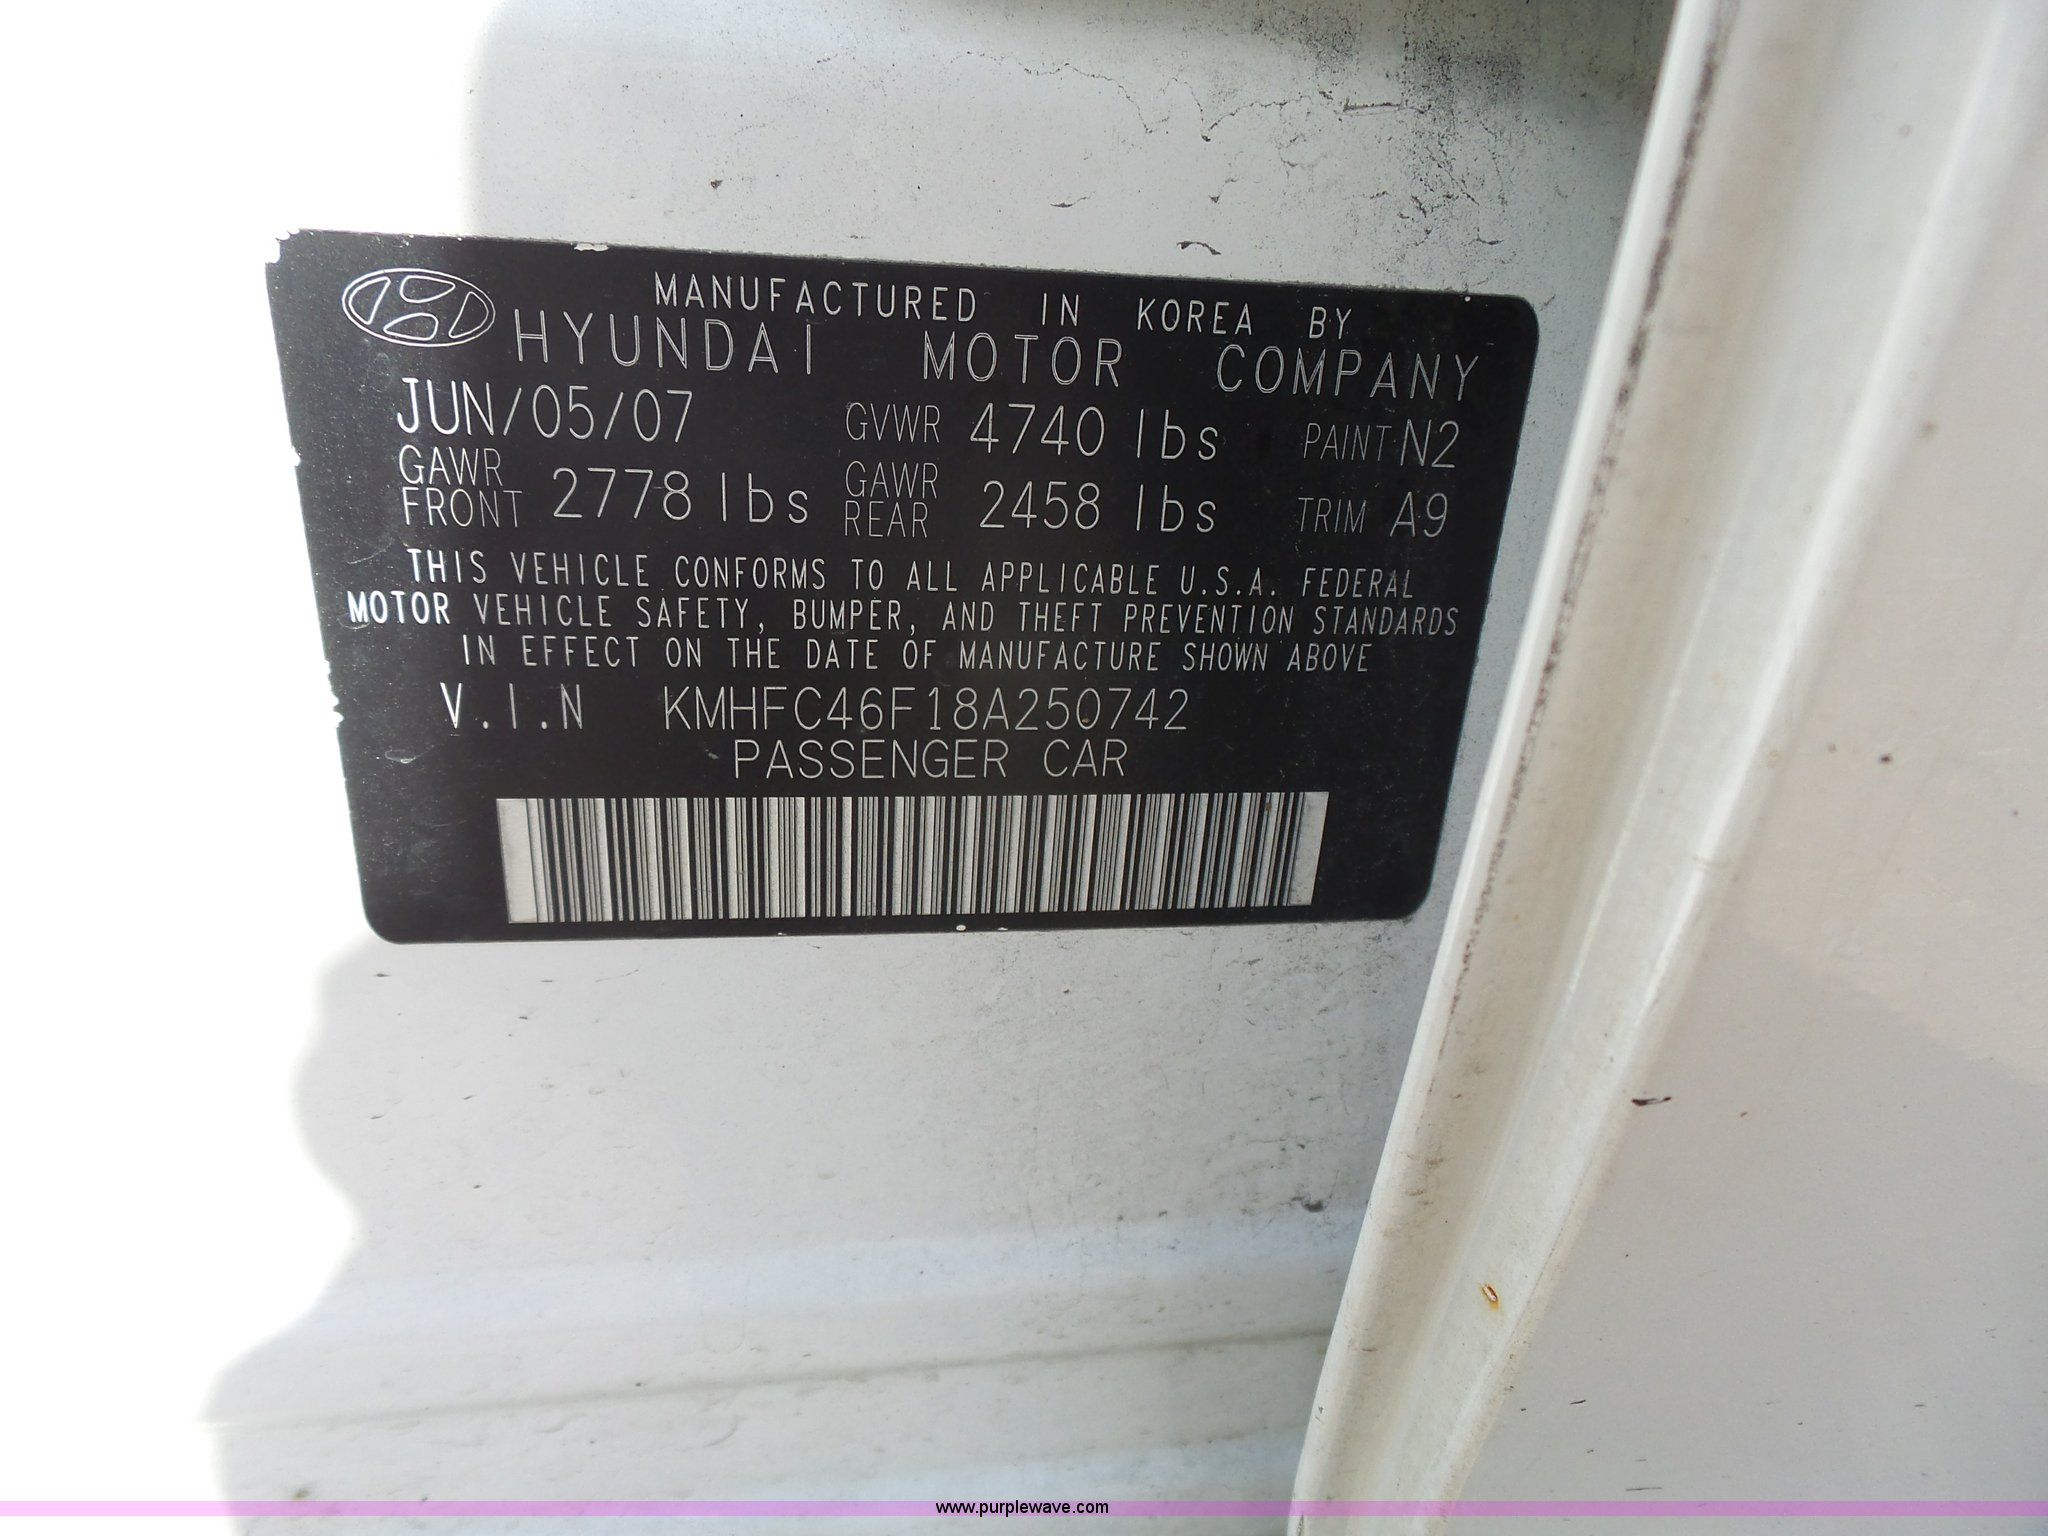 MANUFACTURED IN KOREA BY
HYUNDAI MOTOR COMPANY
JUN/05/07 GVWR 4740 lbs PAINT N2
GAWR FRONT 2778 lbs GAWR REAR 2458 lbs TRIM A9
THIS VEHICLE CONFORMS TO ALL APPLICABLE U.S.A. FEDERAL
MOTOR VEHICLE SAFETY, BUMPER, AND THEFT PREVENTION STANDARDS
IN EFFECT ON THE DATE OF MANUFACTURE SHOWN ABOVE
V.I.N KMHFC46F18A250742
PASSENGER CAR
www.purplewave.com